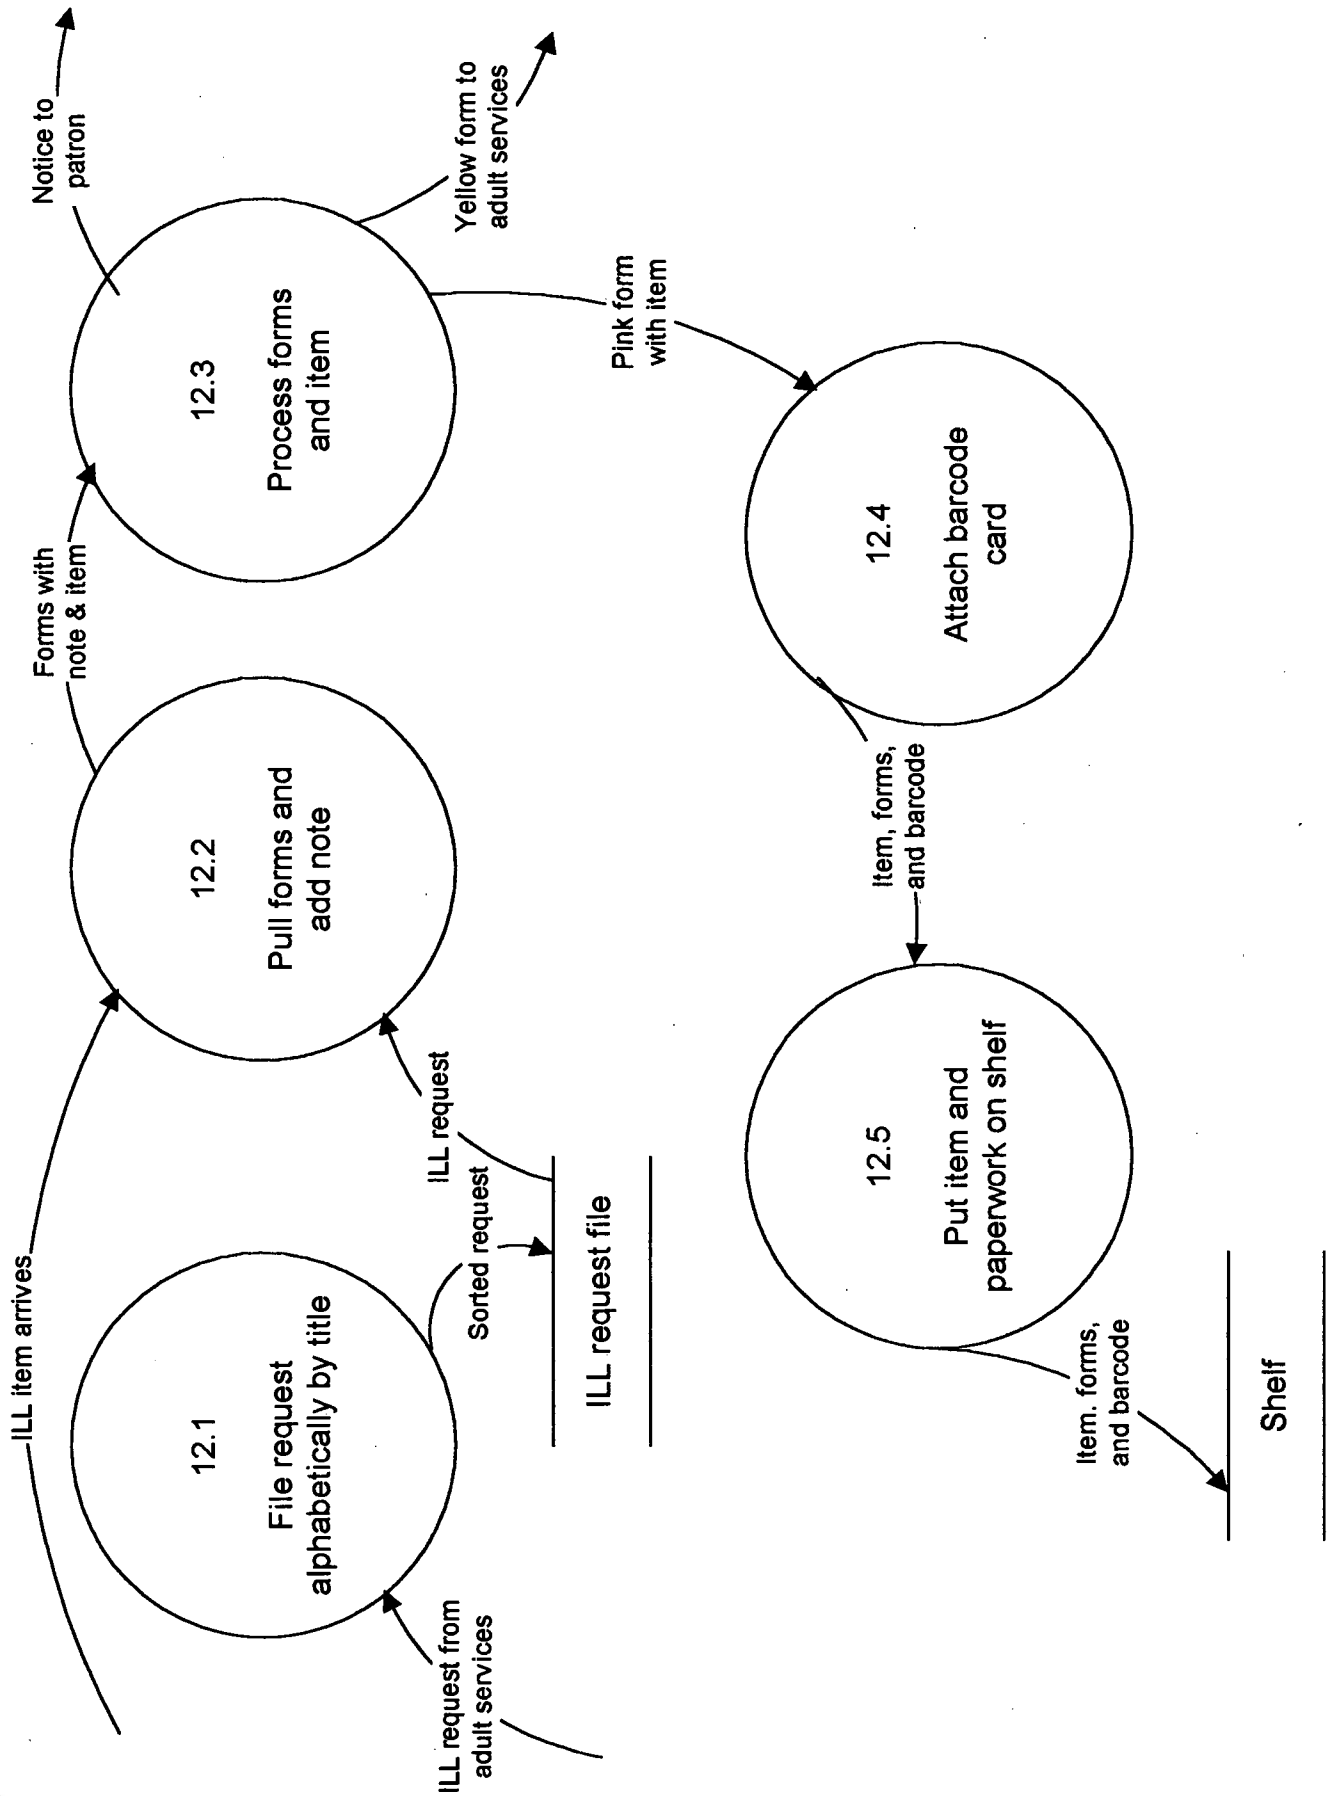 ILL item arrives
Forms with
note & item
Notice to
patron
12.1
File request
alphabetically by title
12.2
Pull forms and
add note
12.3
Process forms
and item
ILL request from
adult services
Sorted request
ILL request
Yellow form to
adult services
ILL request file
Pink form
with item
12.5
Put item and
paperwork on shelf
Item, forms,
and barcode
12.4
Attach barcode
card
Item. forms,
and barcode
Shelf